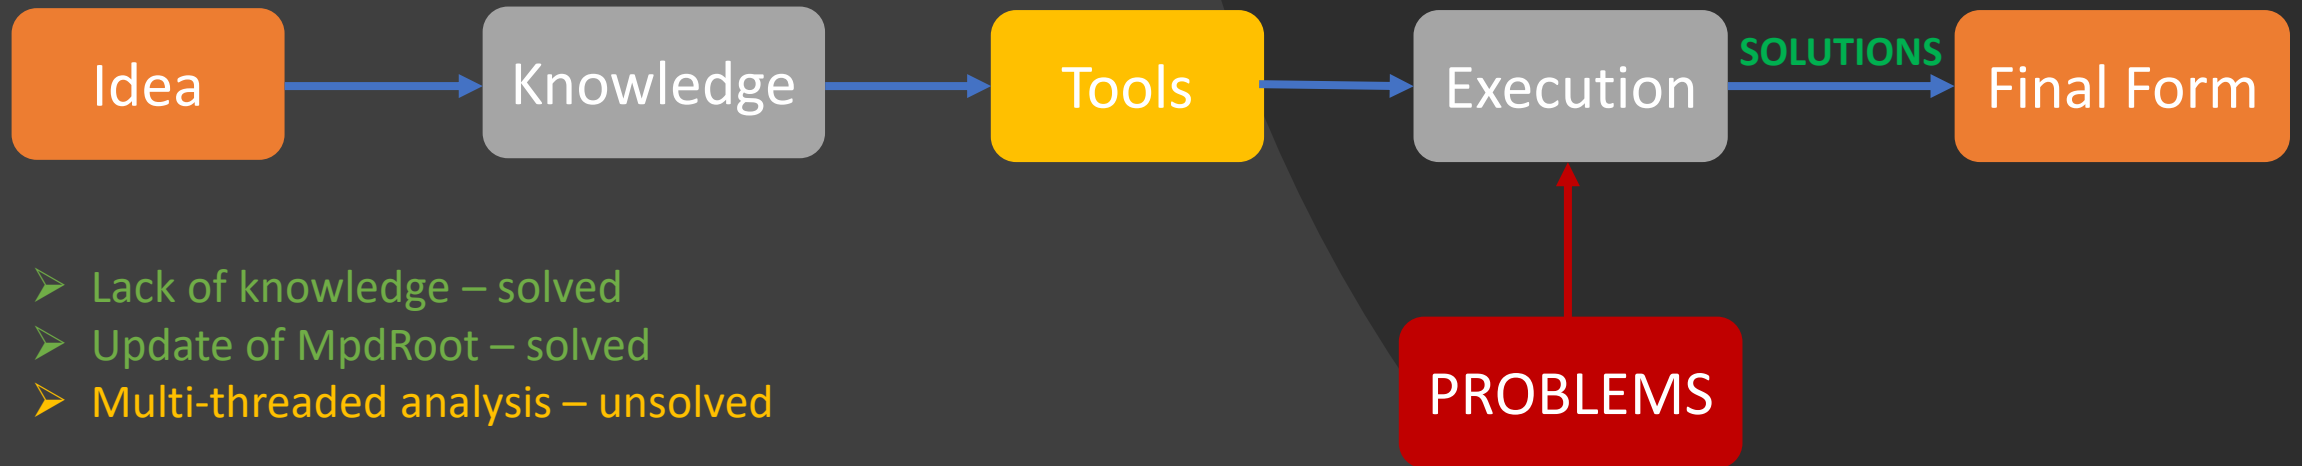 Idea
Knowledge
Tools
Execution
SOLUTIONS
Final Form
➢ Lack of knowledge – solved
➢ Update of MpdRoot – solved
➢ Multi-threaded analysis – unsolved
PROBLEMS